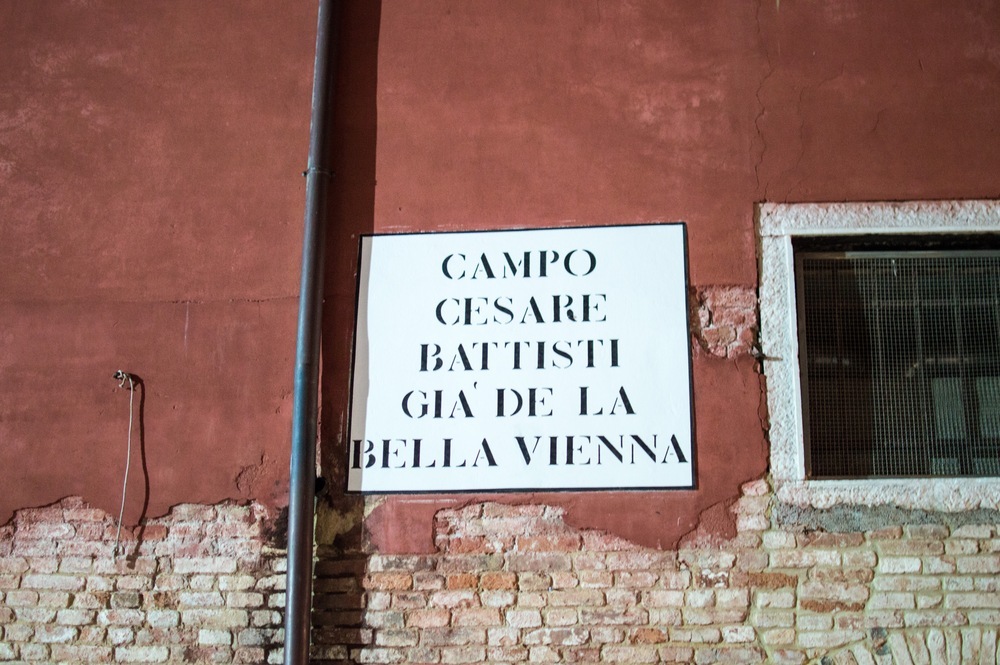 CAMPO
CESARE
BATTISTI
GIA' DE LA
BELLA VIENNA